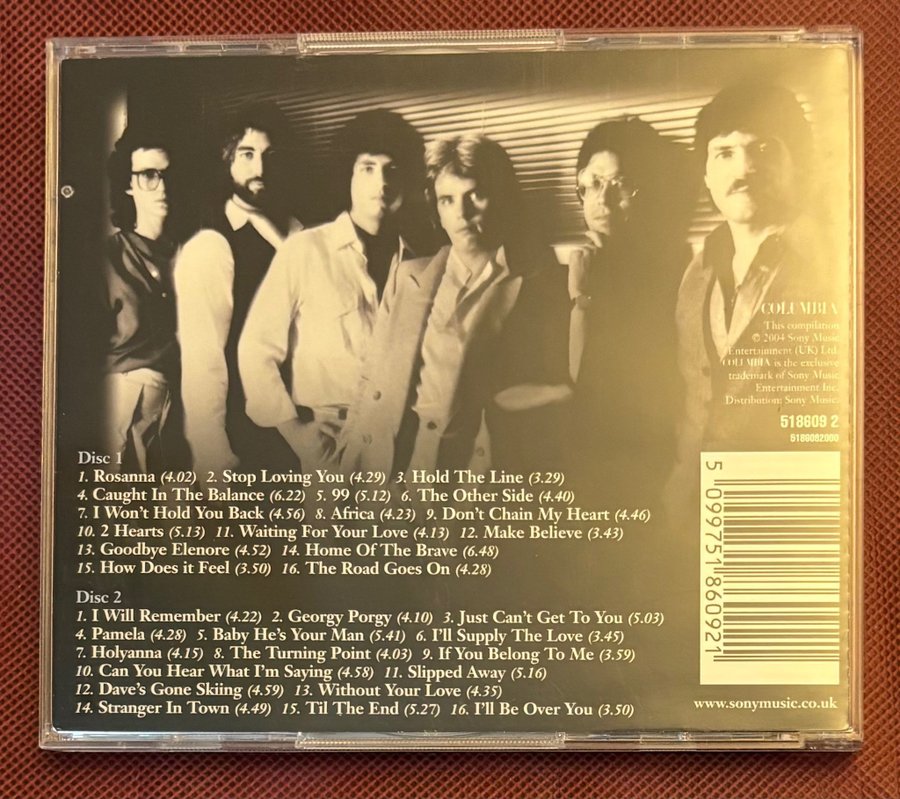 COLUMBIA
This compilation
© 2004 Sony Music
Entertainment (UK) Ltd.
COLUMBIA is the exclusive
trademark of Sony Music
Entertainment Inc.
Distribution: Sony Music.
518609 2
5186092000
Disc 1
1. Rosanna (4.02) 2. Stop Loving You (4.29) 3. Hold The Line (3.29)
4. Caught In The Balance (6.22) 5. 99 (5.12) 6. The Other Side (4.40)
7. I Won't Hold You Back (4.56) 8. Africa (4.23) 9. Don't Chain My Heart (4.46)
10. 2 Hearts (5.13) 11. Waiting For Your Love (4.13) 12. Make Believe (3.43)
13. Goodbye Elenore (4.52) 14. Home Of The Brave (6.48)
15. How Does it Feel (3.50) 16. The Road Goes On (4.28)
Disc 2
1. I Will Remember (4.22) 2. Georgy Porgy (4.10) 3. Just Can't Get To You (5.03)
4. Pamela (4.28) 5. Baby He's Your Man (5.41) 6. I'll Supply The Love (3.45)
7. Holyanna (4.15) 8. The Turning Point (4.03) 9. If You Belong To Me (3.59)
10. Can You Hear What I'm Saying (4.58) 11. Slipped Away (5.16)
12. Dave's Gone Skiing (4.59) 13. Without Your Love (4.35)
14. Stranger In Town (4.49) 15. Til The End (5.27) 16. I'll Be Over You (3.50)
5 099751 860921
www.sonymusic.co.uk